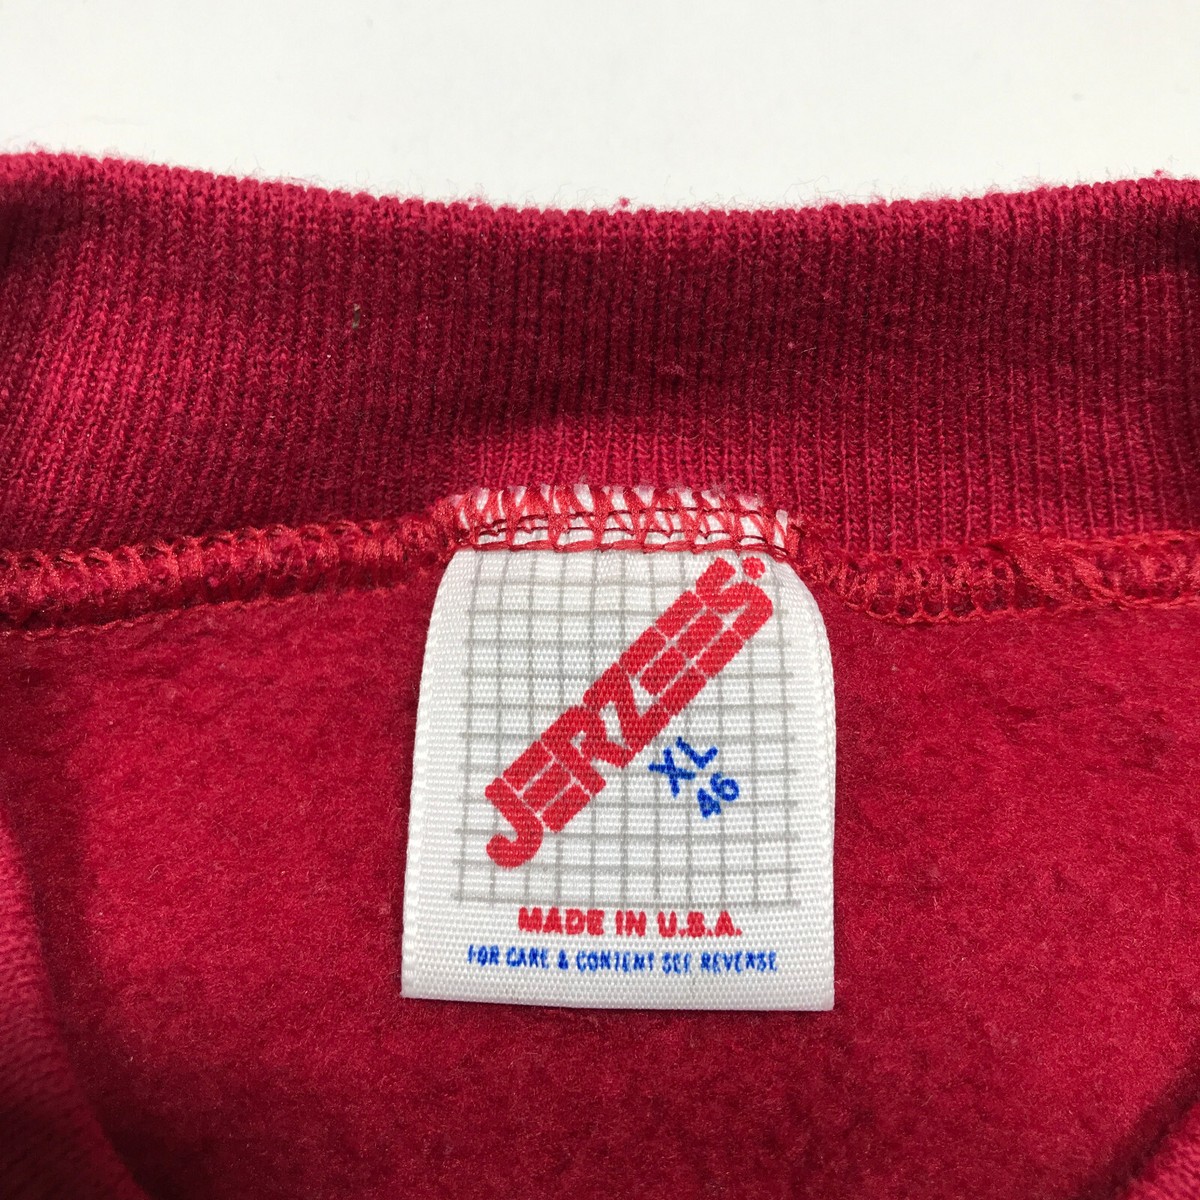 JERZEES
XL
46
MADE IN U.S.A.
FOR CARE & CONTENT SEE REVERSE